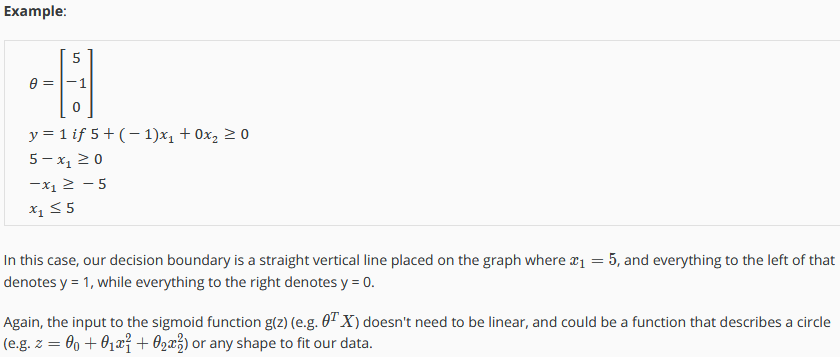 Example:
θ = [ 5
−1
0 ]
y = 1 if 5 + (− 1)x₁ + 0x₂ ≥ 0
5 − x₁ ≥ 0
−x₁ ≥ − 5
x₁ ≤ 5
In this case, our decision boundary is a straight vertical line placed on the graph where x₁ = 5, and everything to the left of that
denotes y = 1, while everything to the right denotes y = 0.
Again, the input to the sigmoid function g(z) (e.g. θᵀX) doesn't need to be linear, and could be a function that describes a circle
(e.g. z = θ₀ + θ₁x₁² + θ₂x₂²) or any shape to fit our data.